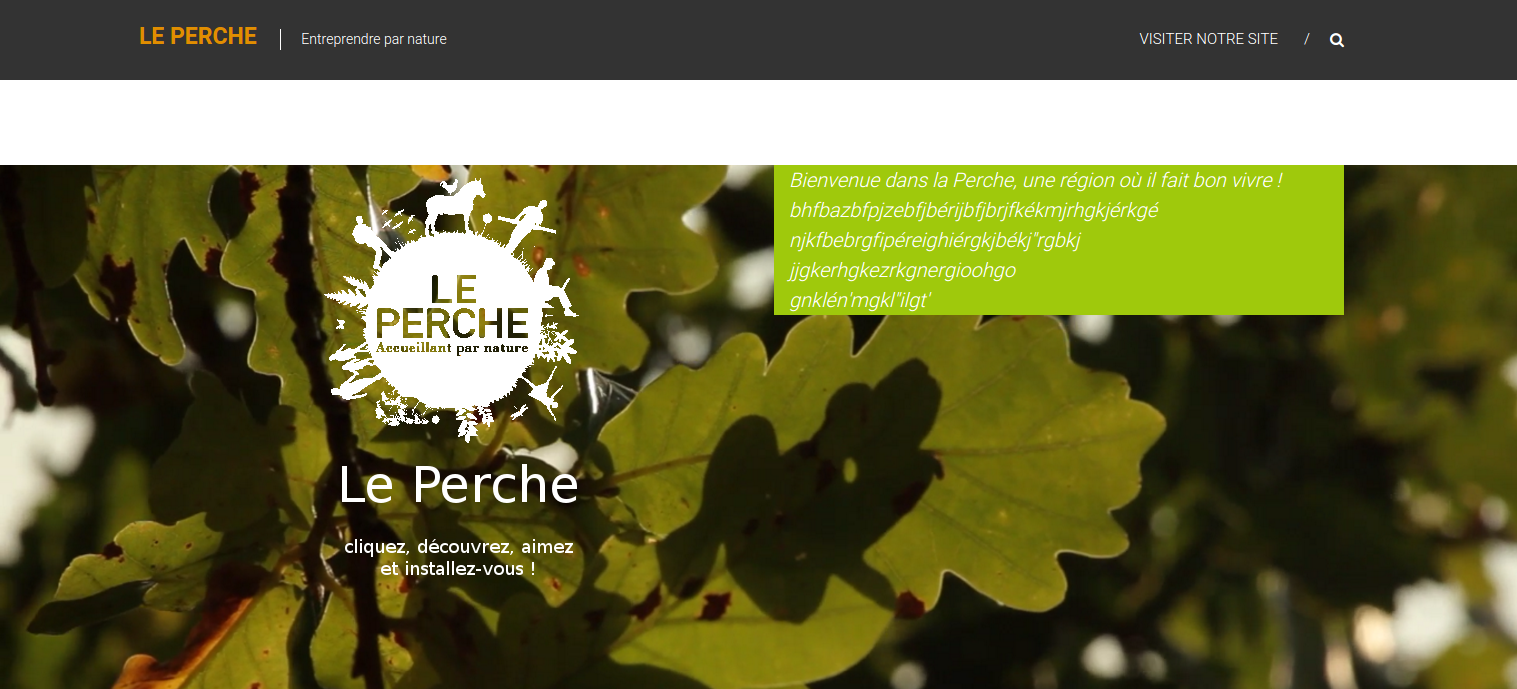 LE PERCHE
Entreprendre par nature
VISITER NOTRE SITE /
Bienvenue dans la Perche, une région où il fait bon vivre !
bhfbazbfpjzebfjbérijbfjbrjfkékmjrhgkjérkgé
njkfbebrgfipéreighiérgkjbékj"rgbkj
jjgkerhgkezrkgnergioohgo
gnklén'mgkl"ilgt'
LE
PERCHE
Accueillant par nature
Le Perche
cliquez, découvrez, aimez
et installez-vous !